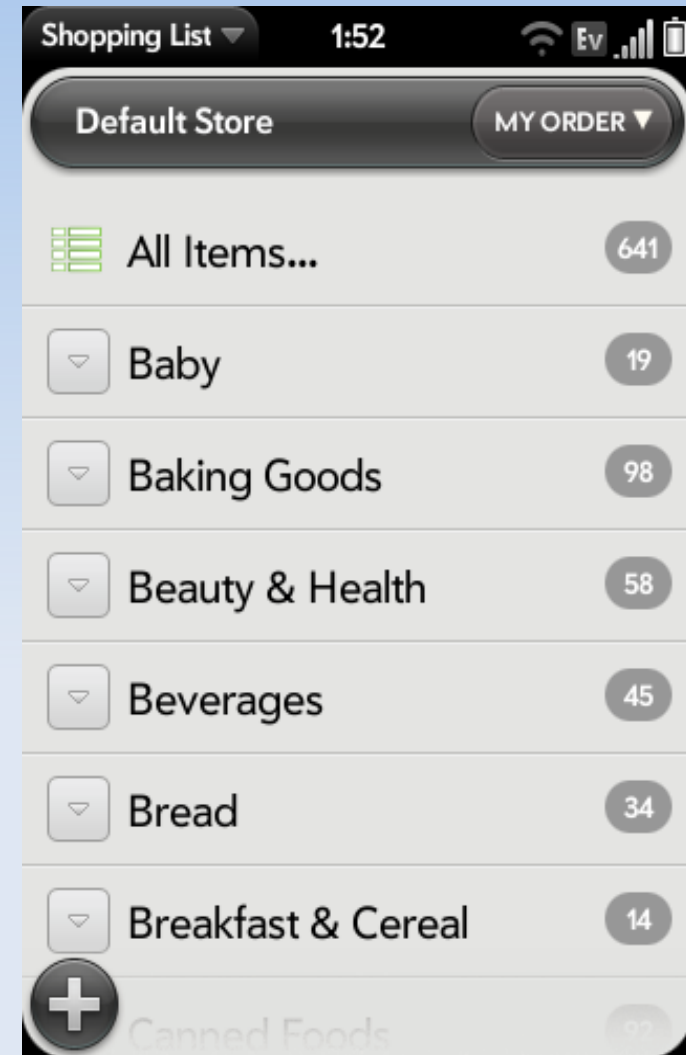 Shopping List 1:52 Ev
Default Store MY ORDER
All Items... 641
Baby 19
Baking Goods 98
Beauty & Health 58
Beverages 45
Bread 34
Breakfast & Cereal 14
Canned Foods 92